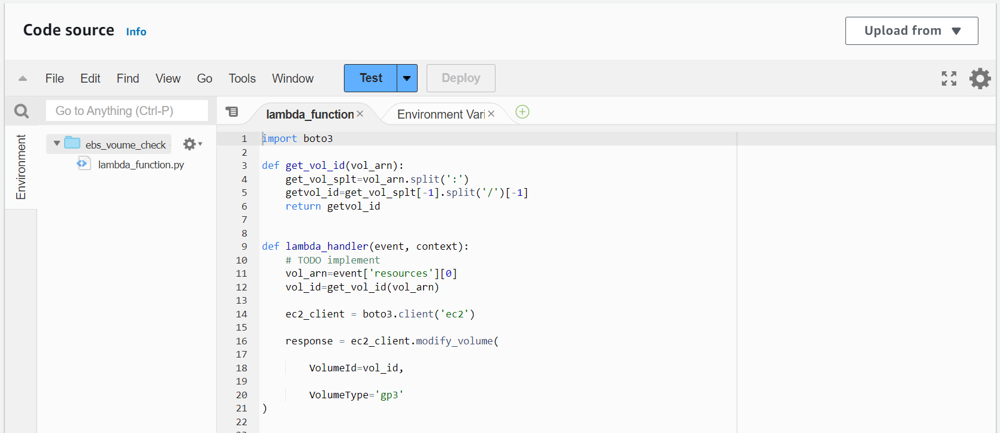 Code source Info
Upload from
File Edit Find View Go Tools Window Test Deploy
Go to Anything (Ctrl-P)
lambda_function Environment Vari
Environment
ebs_voume_check
lambda_function.py
1 import boto3
2
3 def get_vol_id(vol_arn):
4 get_vol_splt=vol_arn.split(':')
5 getvol_id=get_vol_splt[-1].split('/')[-1]
6 return getvol_id
7
8
9 def lambda_handler(event, context):
10 # TODO implement
11 vol_arn=event['resources'][0]
12 vol_id=get_vol_id(vol_arn)
13
14 ec2_client = boto3.client('ec2')
15
16 response = ec2_client.modify_volume(
17
18 VolumeId=vol_id,
19
20 VolumeType='gp3'
21 )
22